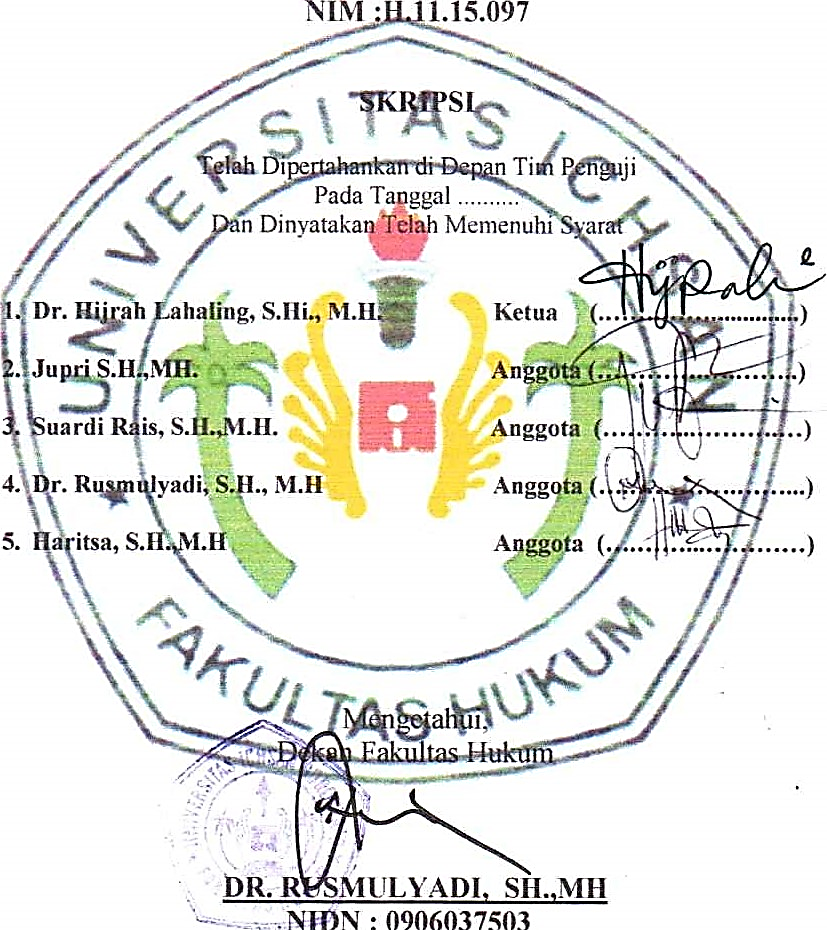 NIM :H.11.15.097
SKRIPSI
UNIVERSITAS ICHSAN
Telah Dipertahankan di Depan Tim Penguji
Pada Tanggal ..........
Dan Dinyatakan Telah Memenuhi Syarat
1. Dr. Hijrah Lahaling, S.Hi., M.H. Ketua (........................)
2. Jupri S.H.,MH. Anggota (........................)
3. Suardi Rais, S.H.,M.H. Anggota (........................)
4. Dr. Rusmulyadi, S.H., M.H Anggota (........................)
5. Haritsa, S.H.,M.H Anggota (........................)
FAKULTAS HUKUM
Mengetahui,
Dekan Fakultas Hukum
DR. RUSMULYADI, SH.,MH
NIDN : 0906037503